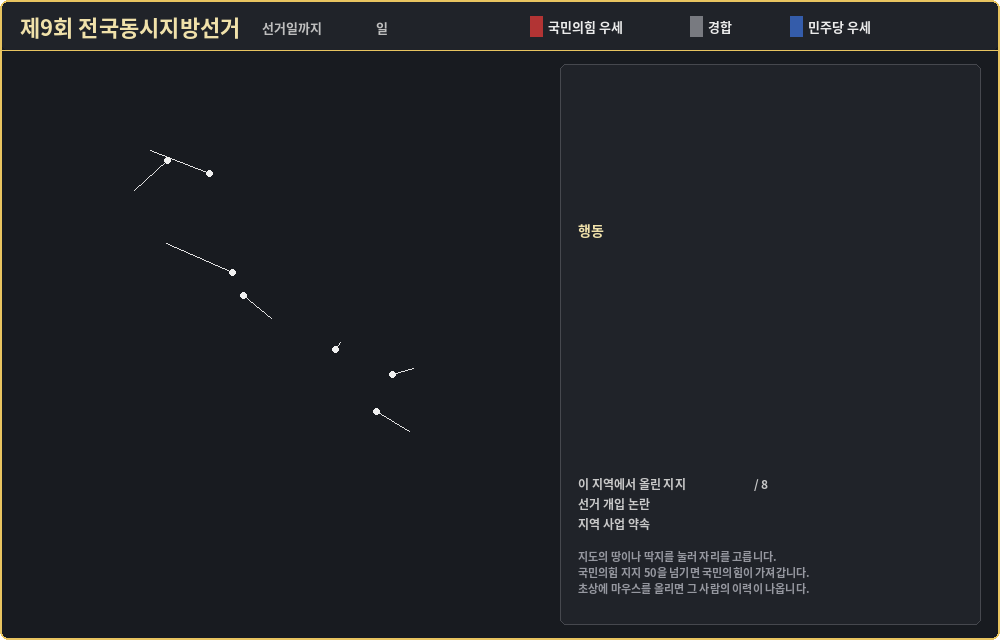 제9회 전국동시지방선거 선거일까지 일 국민의힘 우세 경합 민주당 우세
행동
이 지역에서 올린 지지 / 8
선거 개입 논란
지역 사업 약속
지도의 땅이나 딱지를 눌러 자리를 고릅니다.
국민의힘 지지 50을 넘기면 국민의힘이 가져갑니다.
초상에 마우스를 올리면 그 사람의 이력이 나옵니다.